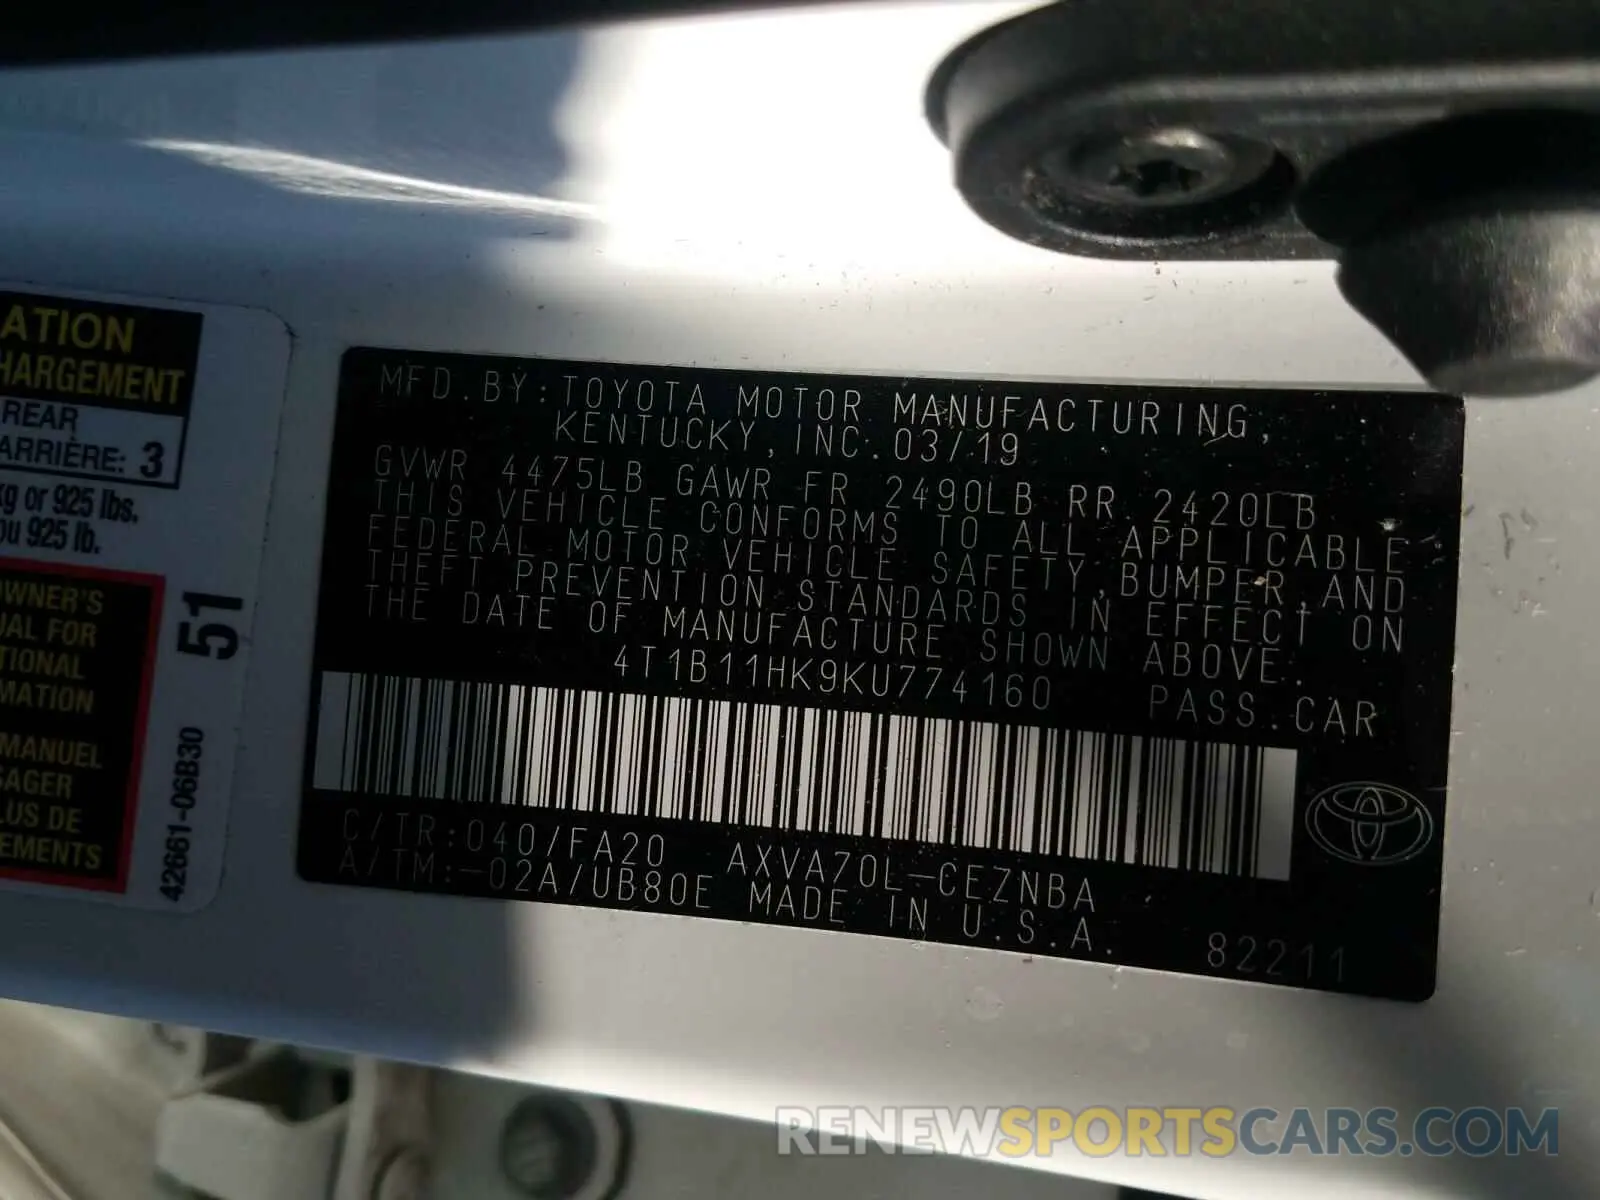 ATION
HARGEMENT
REAR
ARRIÈRE: 3
kg or 925 lbs.
ou 925 lb.
OWNER'S
UAL FOR
TIONAL
MATION
MANUEL
SAGER
LUS DE
EMENTS
51
42661-06B30
MFD. BY: TOYOTA MOTOR MANUFACTURING,
KENTUCKY, INC. 03/19
GVWR 4475LB GAWR FR 2490LB RR 2420LB
THIS VEHICLE CONFORMS TO ALL APPLICABLE
FEDERAL MOTOR VEHICLE SAFETY, BUMPER, AND
THEFT PREVENTION STANDARDS IN EFFECT ON
THE DATE OF MANUFACTURE SHOWN ABOVE.
4T1B11HK9KU774160 PASS. CAR
C/TR: 040/FA20 AXVA70L-CEZNBA
A/TM: -02A/UB80E MADE IN U.S.A.
82211
RENEWSPORTSCARS.COM